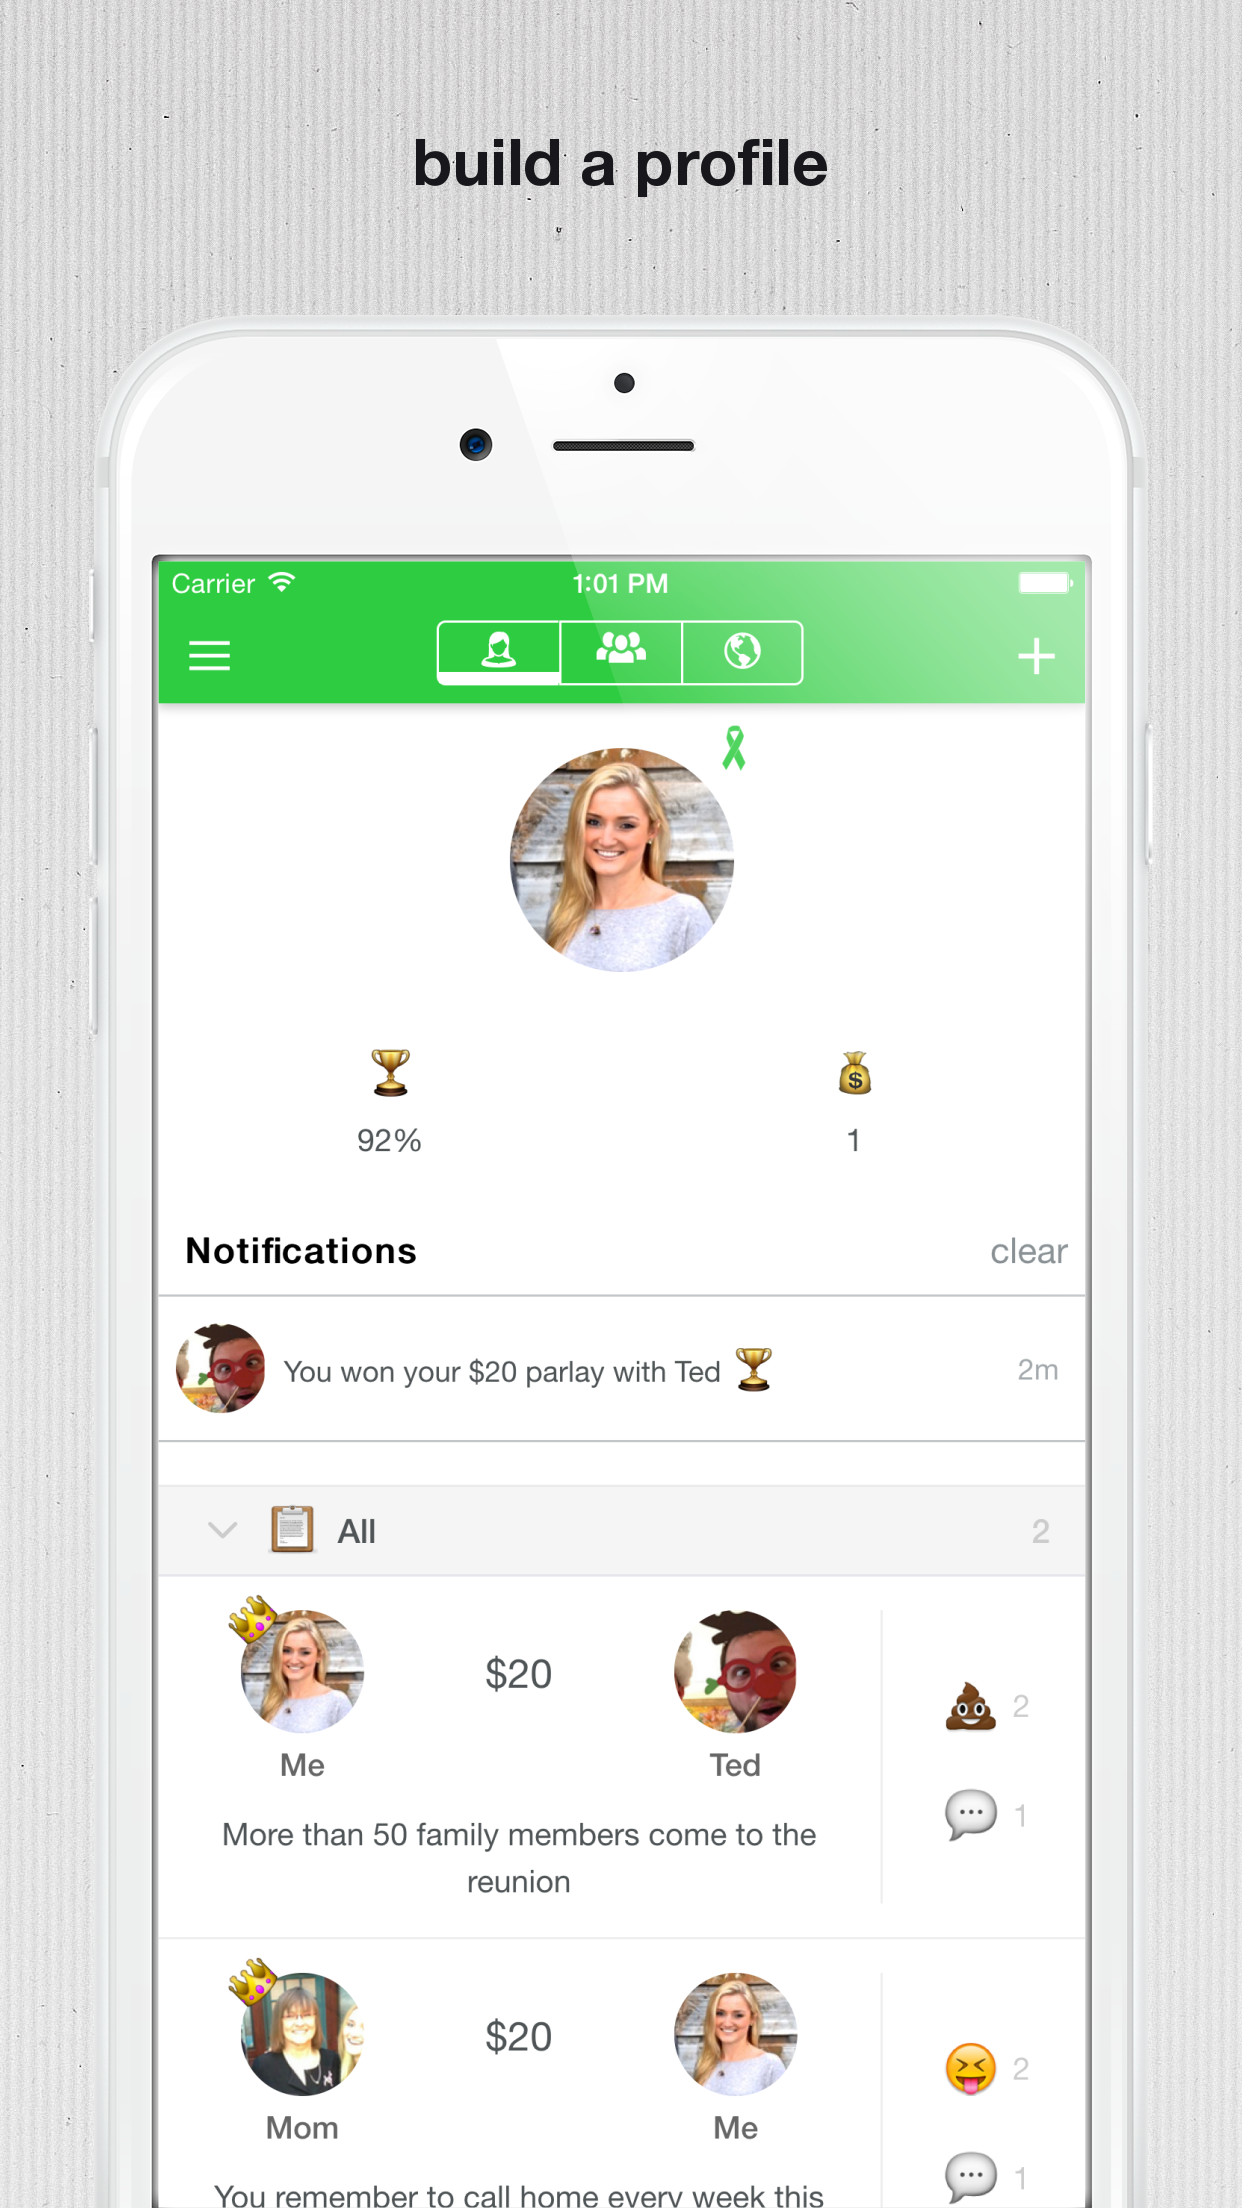 build a profile
Carrier
1:01 PM
92%
1
Notifications
clear
You won your $20 parlay with Ted
2m
All
2
$20
Me
Ted
2
1
More than 50 family members come to the
reunion
$20
Mom
Me
2
1
You remember to call home every week this